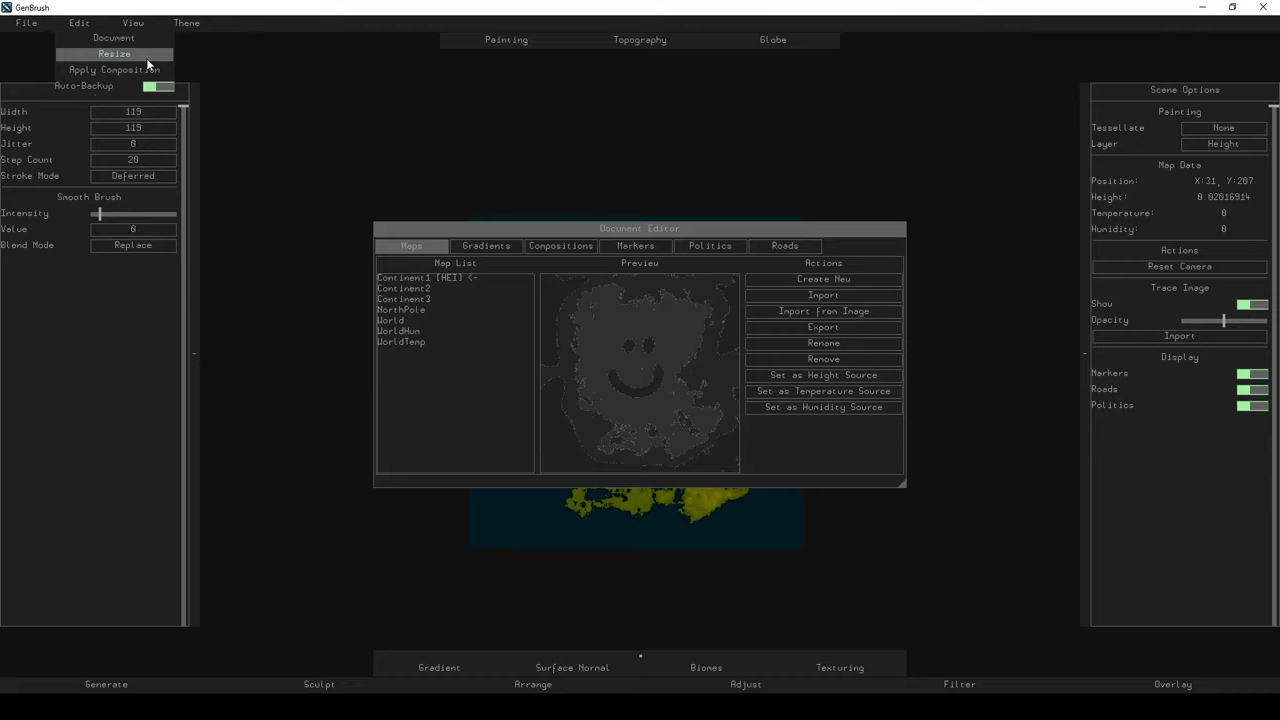 GenBrush
File Edit View Theme
Document
Resize
Apply Composition
Auto-Backup
Painting Topography Globe
Width 119
Height 119
Jitter 0
Step Count 20
Stroke Mode Deferred
Smooth Brush
Intensity
Value 0
Blend Mode Replace
Document Editor
Maps Gradients Compositions Markers Politics Roads
Map List Preview Actions
Continent1 [HEI] <-
Continent2
Continent3
NorthPole
World
WorldHum
WorldTemp
Create New
Import
Import from Image
Export
Rename
Remove
Set as Height Source
Set as Temperature Source
Set as Humidity Source
Scene Options
Painting
Tessellate None
Layer Height
Map Data
Position: X:31, Y:207
Height: 0.02016914
Temperature: 0
Humidity: 0
Actions
Reset Camera
Trace Image
Show
Opacity
Import
Display
Markers
Roads
Politics
Gradient Surface Normal Biomes Texturing
Generate Sculpt Arrange Adjust Filter Overlay